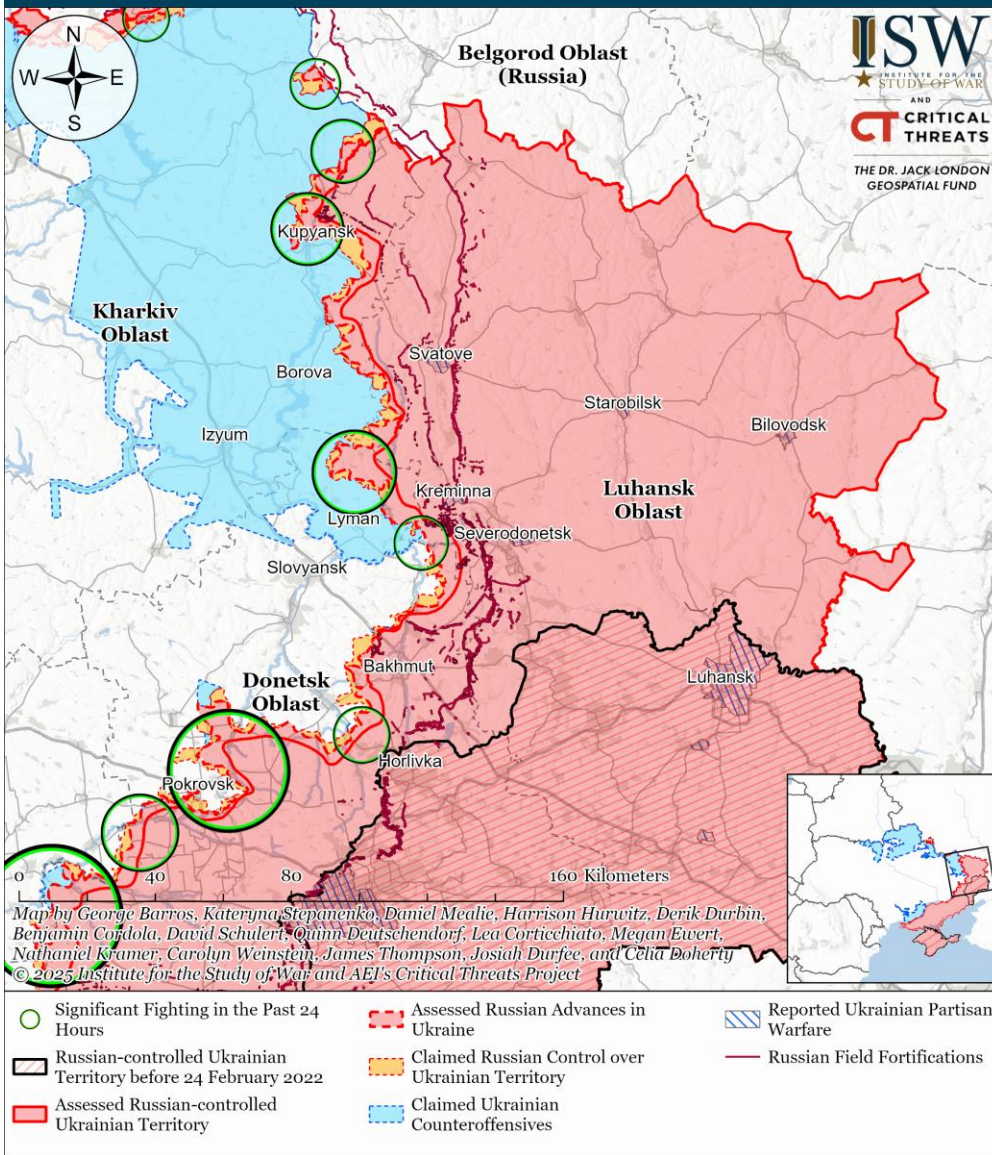 N
W E
S
Belgorod Oblast
(Russia)
ISW
INSTITUTE FOR THE
STUDY OF WAR
AND
CT CRITICAL
THREATS
THE DR. JACK LONDON
GEOSPATIAL FUND
Kupyansk
Kharkiv
Oblast
Svatove
Borova
Starobilsk
Bilovodsk
Izyum
Kreminna
Luhansk
Oblast
Lyman
Severodonetsk
Slovyansk
Bakhmut
Luhansk
Donetsk
Oblast
Horlivka
Pokrovsk
0 40 80 160 Kilometers
Map by George Barros, Kateryna Stepanenko, Daniel Mealie, Harrison Hurwitz, Derik Durbin,
Benjamin Cordola, David Schulert, Quinn Deutschendorf, Lea Corticchiato, Megan Ewert,
Nathaniel Kramer, Carolyn Weinstein, James Thompson, Josiah Durfee, and Celia Doherty
© 2025 Institute for the Study of War and AEI's Critical Threats Project
Significant Fighting in the Past 24
Hours
Russian-controlled Ukrainian
Territory before 24 February 2022
Assessed Russian-controlled
Ukrainian Territory
Assessed Russian Advances in
Ukraine
Claimed Russian Control over
Ukrainian Territory
Claimed Ukrainian
Counteroffensives
Reported Ukrainian Partisan
Warfare
Russian Field Fortifications